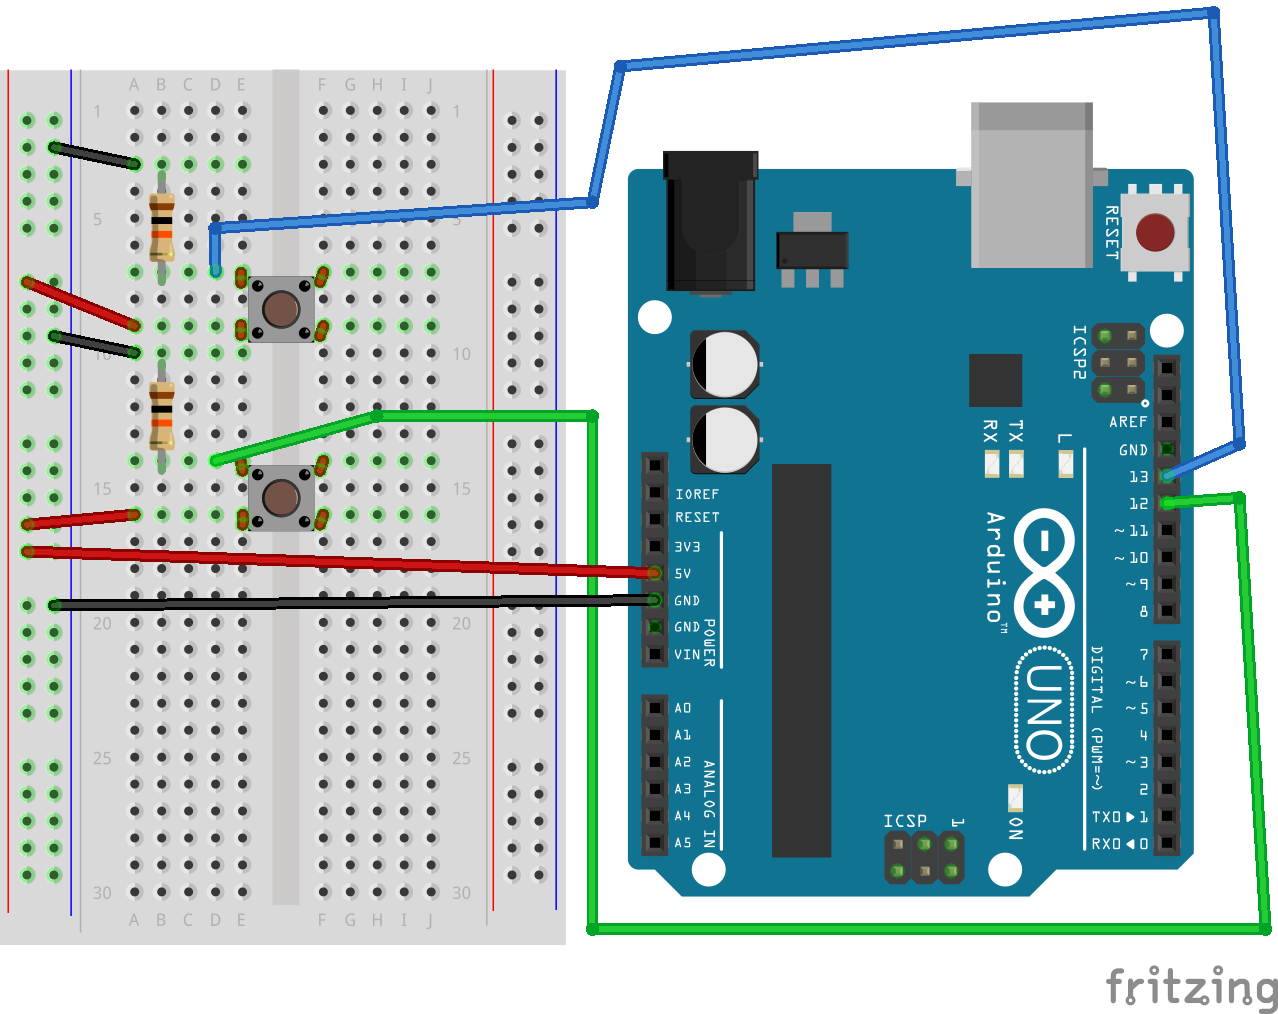 A B C D E F G H I J
1 1
5 5
10 10
15 15
20 20
25 25
30 30
A B C D E F G H I J
RESET
ICSP2
AREF
GND
13
12
~11
~10
~9
8
7
~6
~5
4
~3
2
TX0▶1
RX0◀0
RX TX L
IOREF
RESET
3V3
5V
GND
GND
VIN
POWER
A0
A1
A2
A3
A4
A5
ANALOG IN
Arduino™
UNO
DIGITAL (PWM=~)
ICSP 1
ON
fritzing